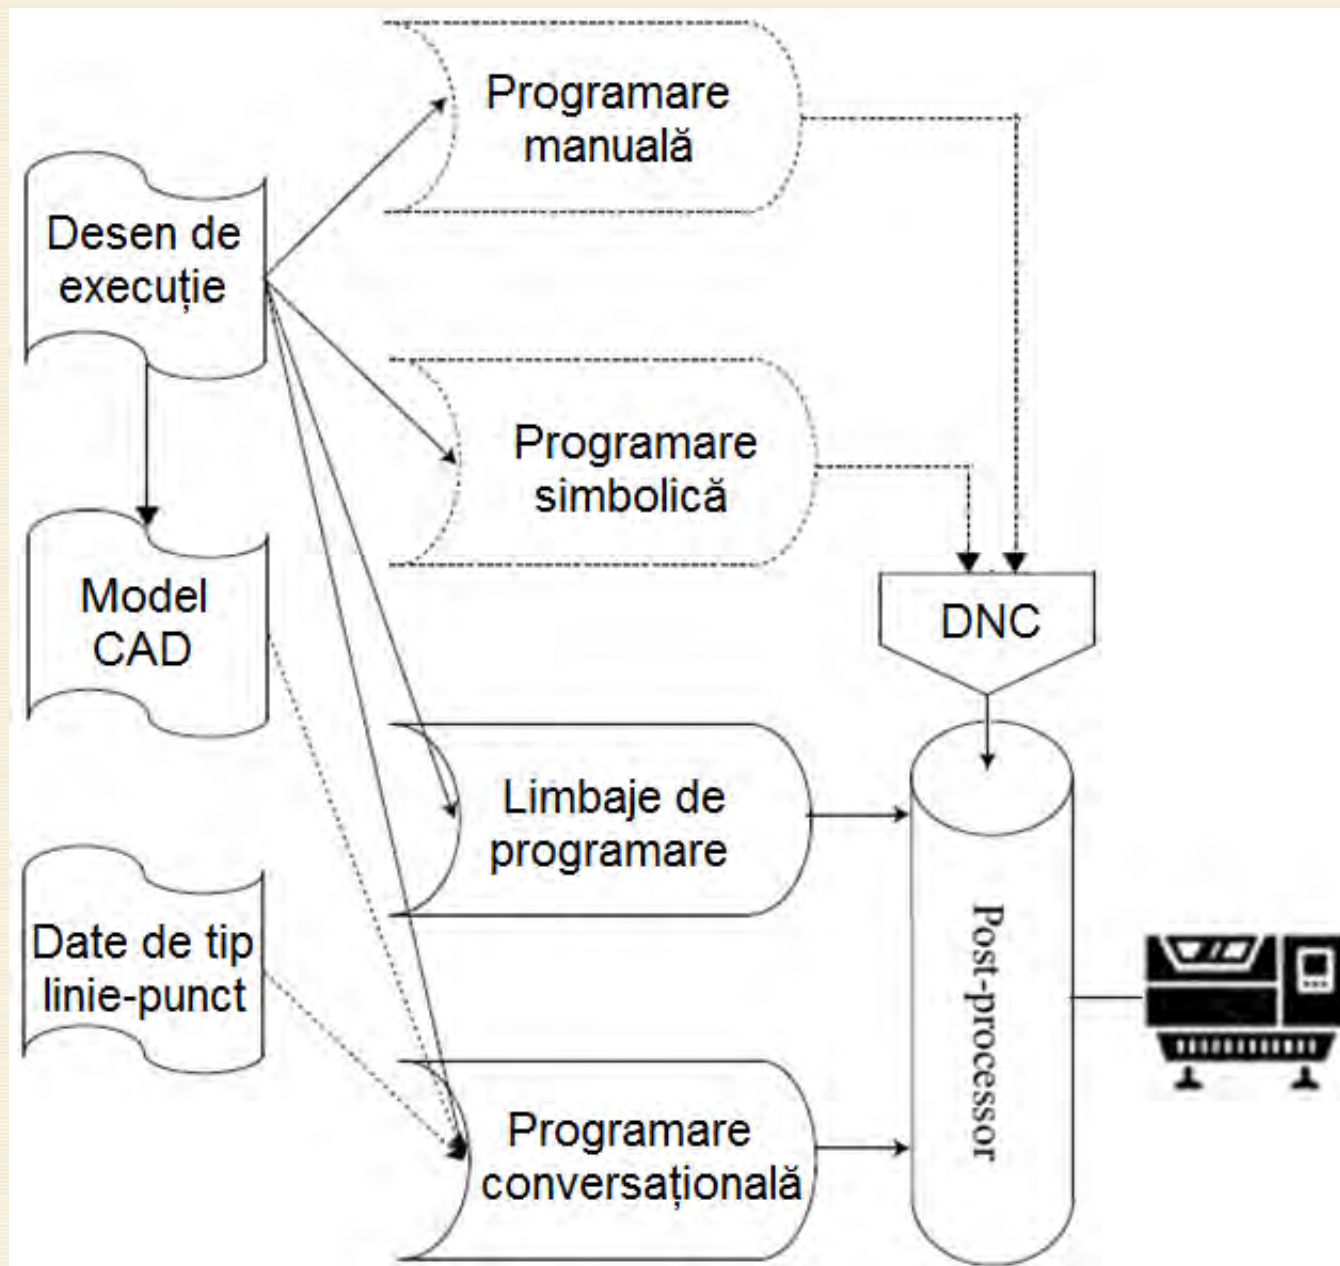 Programare
manuală
Desen de
execuție
Programare
simbolică
Model
CAD
DNC
Limbaje de
programare
Date de tip
linie-punct
Post-processor
Programare
conversațională